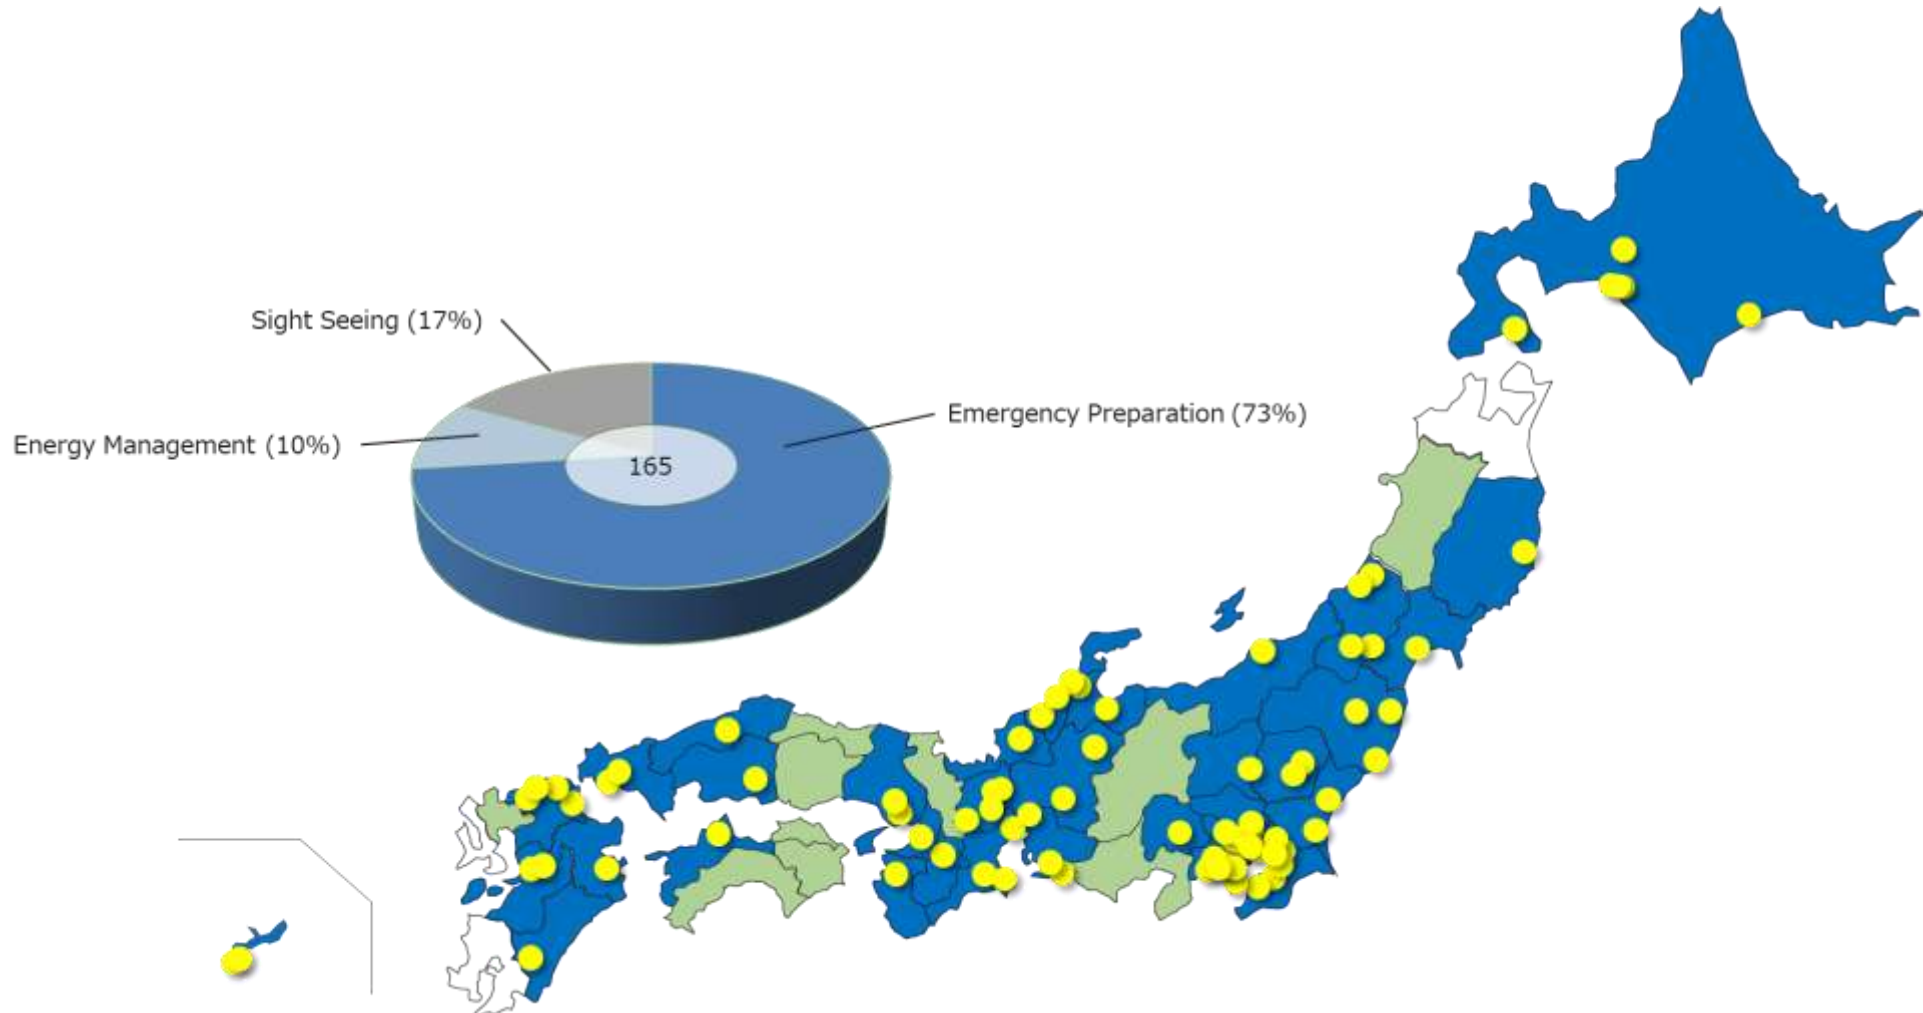 Sight Seeing (17%)
Emergency Preparation (73%)
Energy Management (10%)
165